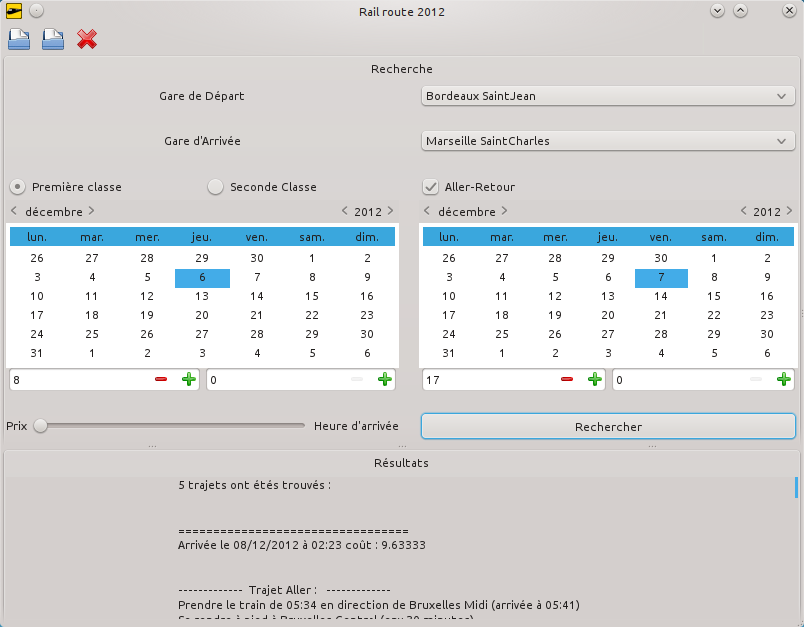 Rail route 2012
Recherche
Gare de Départ Bordeaux SaintJean
Gare d'Arrivée Marseille SaintCharles
Première classe Seconde Classe Aller-Retour
décembre 2012 décembre 2012
lun. mar. mer. jeu. ven. sam. dim. lun. mar. mer. jeu. ven. sam. dim.
26 27 28 29 30 1 2 26 27 28 29 30 1 2
3 4 5 6 7 8 9 3 4 5 6 7 8 9
10 11 12 13 14 15 16 10 11 12 13 14 15 16
17 18 19 20 21 22 23 17 18 19 20 21 22 23
24 25 26 27 28 29 30 24 25 26 27 28 29 30
31 1 2 3 4 5 6 31 1 2 3 4 5 6
8 0 17 0
Prix Heure d'arrivée Rechercher
Résultats
5 trajets ont étés trouvés :
=================================
Arrivée le 08/12/2012 à 02:23 coût : 9.63333
------------- Trajet Aller : -------------
Prendre le train de 05:34 en direction de Bruxelles Midi (arrivée à 05:41)
Se rendre à pied à Bruxelles Central (env 30 minutes)